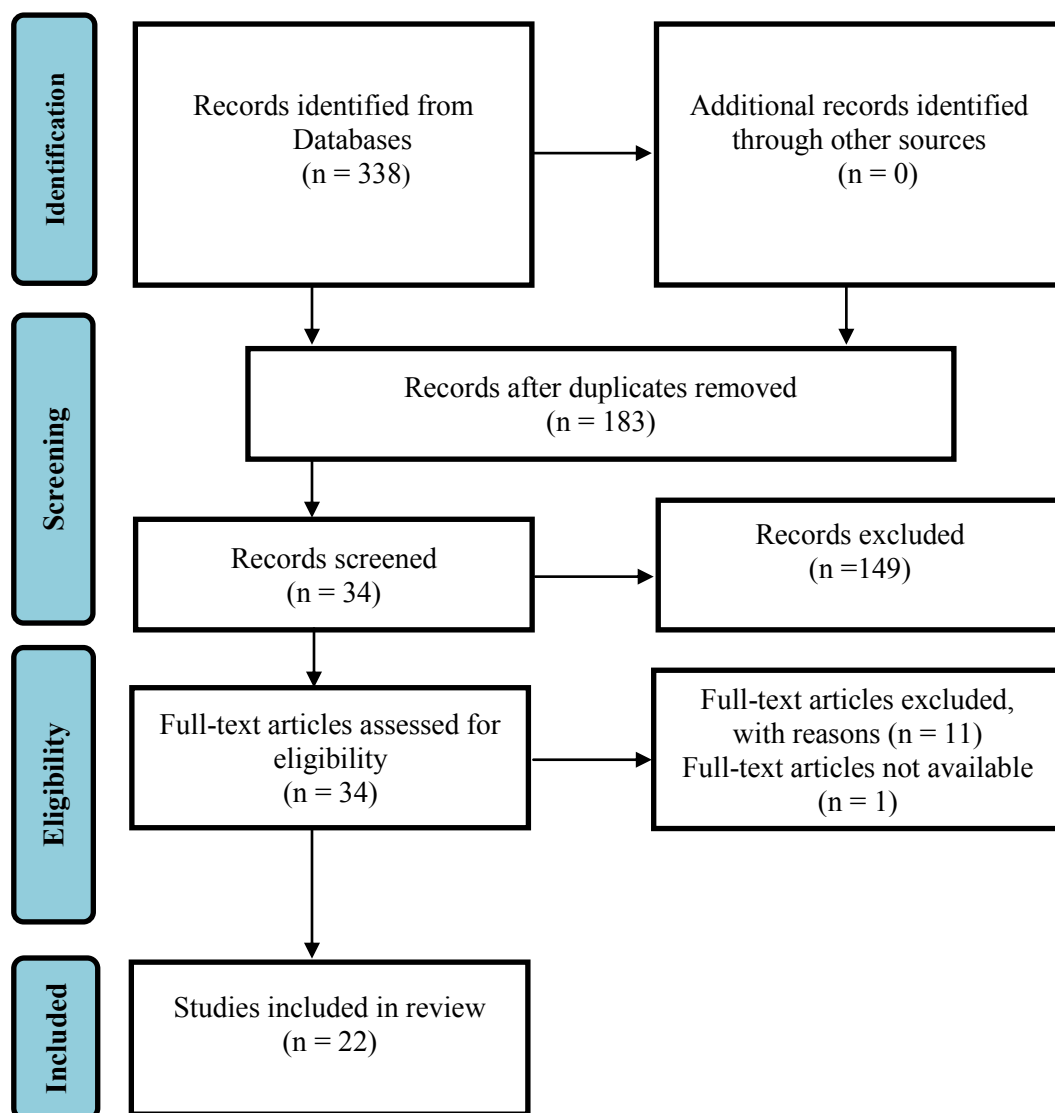 Identification
Records identified from
Databases
(n = 338)
Additional records identified
through other sources
(n = 0)
Screening
Records after duplicates removed
(n = 183)
Records screened
(n = 34)
Records excluded
(n =149)
Eligibility
Full-text articles assessed for
eligibility
(n = 34)
Full-text articles excluded,
with reasons (n = 11)
Full-text articles not available
(n = 1)
Included
Studies included in review
(n = 22)